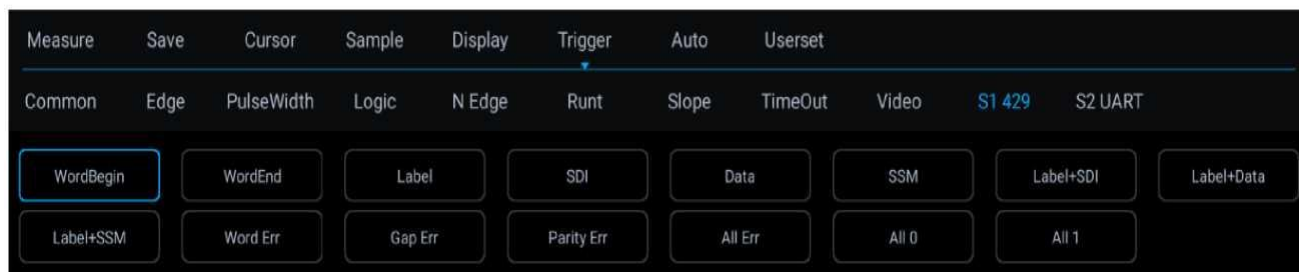 Measure Save Cursor Sample Display Trigger Auto Userset
Common Edge PulseWidth Logic N Edge Runt Slope TimeOut Video S1 429 S2 UART
WordBegin WordEnd Label SDI Data SSM Label+SDI Label+Data
Label+SSM Word Err Gap Err Parity Err All Err All 0 All 1